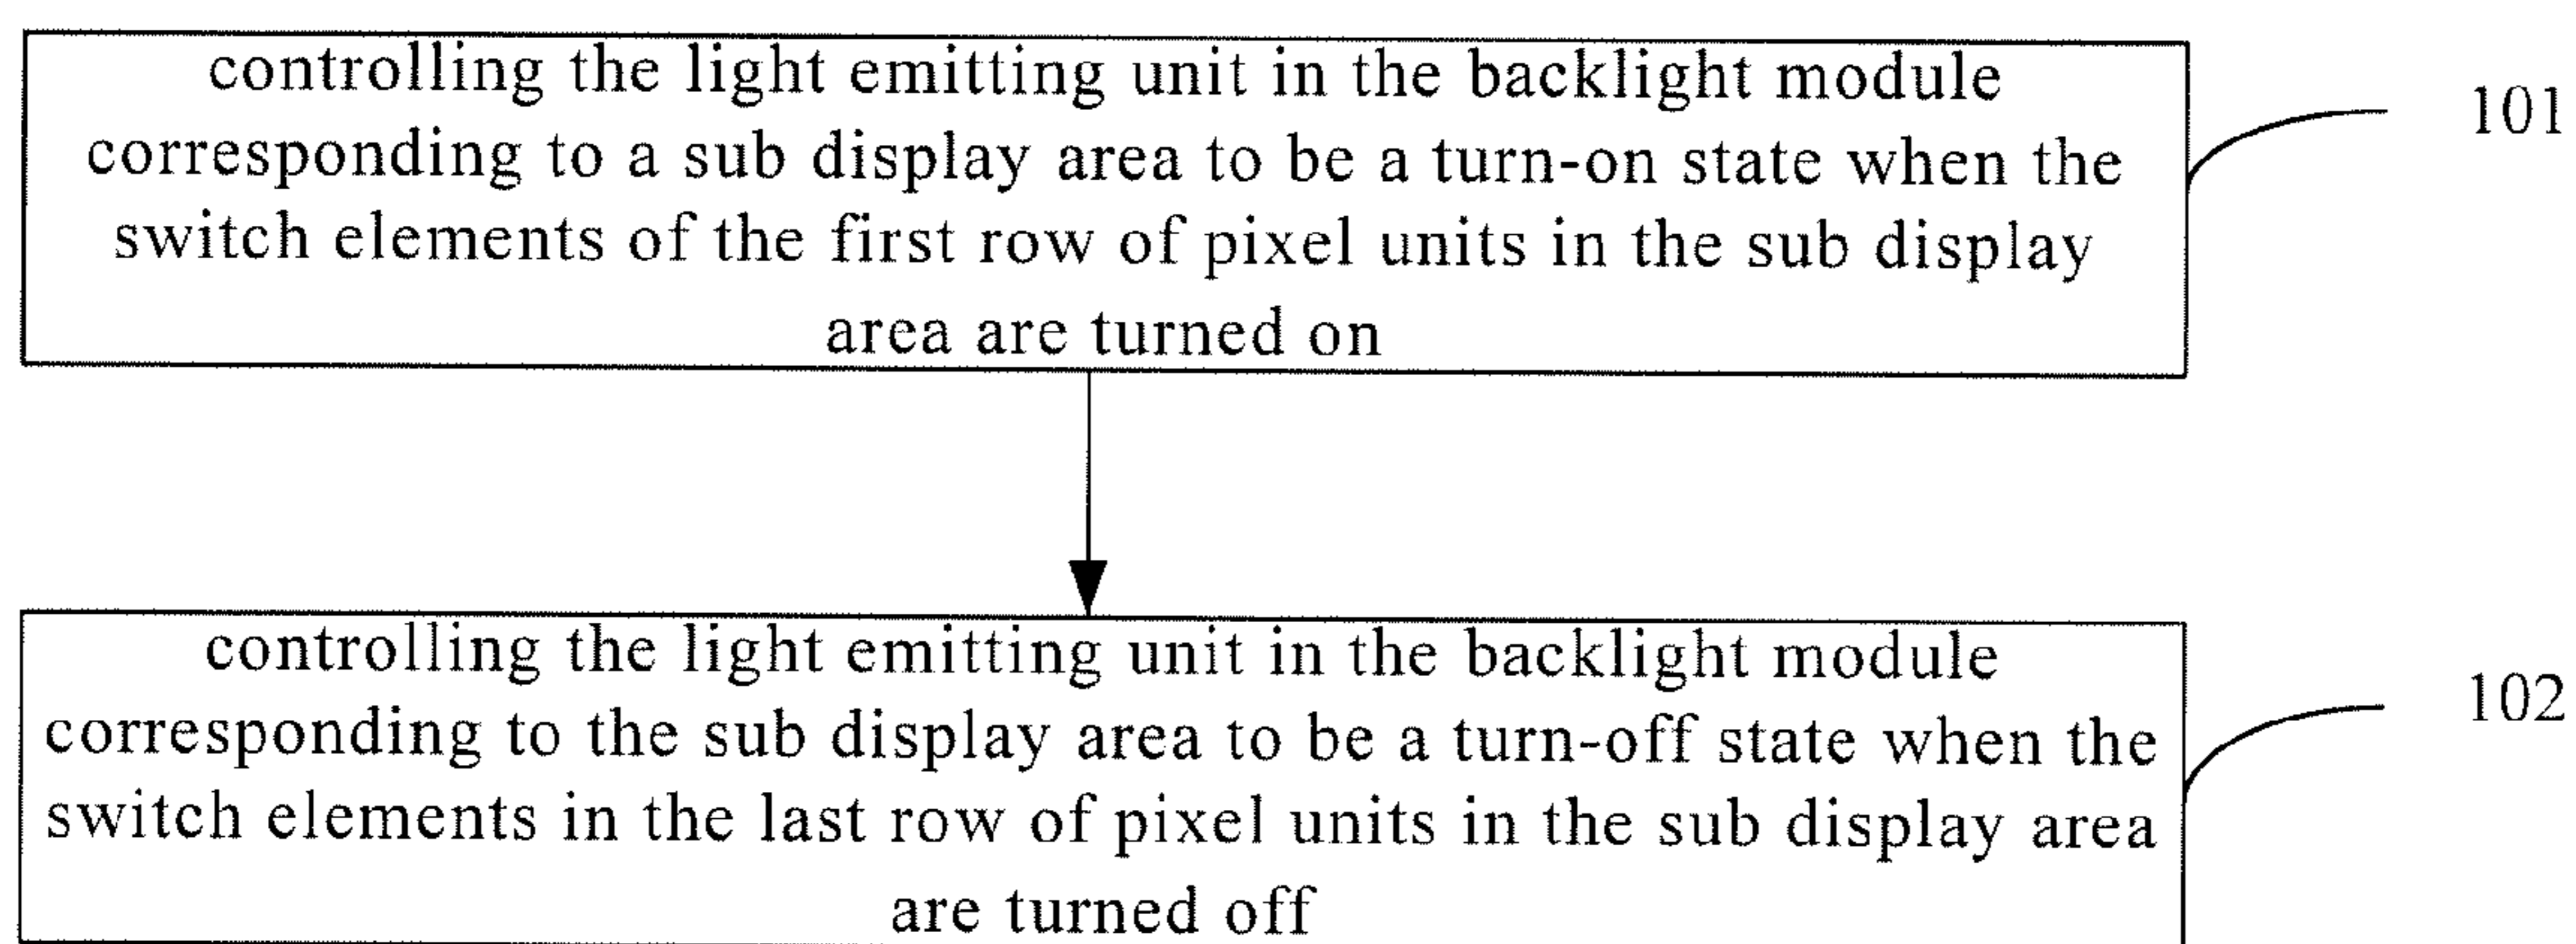 controlling the light emitting unit in the backlight module
corresponding to a sub display area to be a turn-on state when the
switch elements of the first row of pixel units in the sub display
area are turned on
101
controlling the light emitting unit in the backlight module
corresponding to the sub display area to be a turn-off state when the
switch elements in the last row of pixel units in the sub display area
are turned off
102